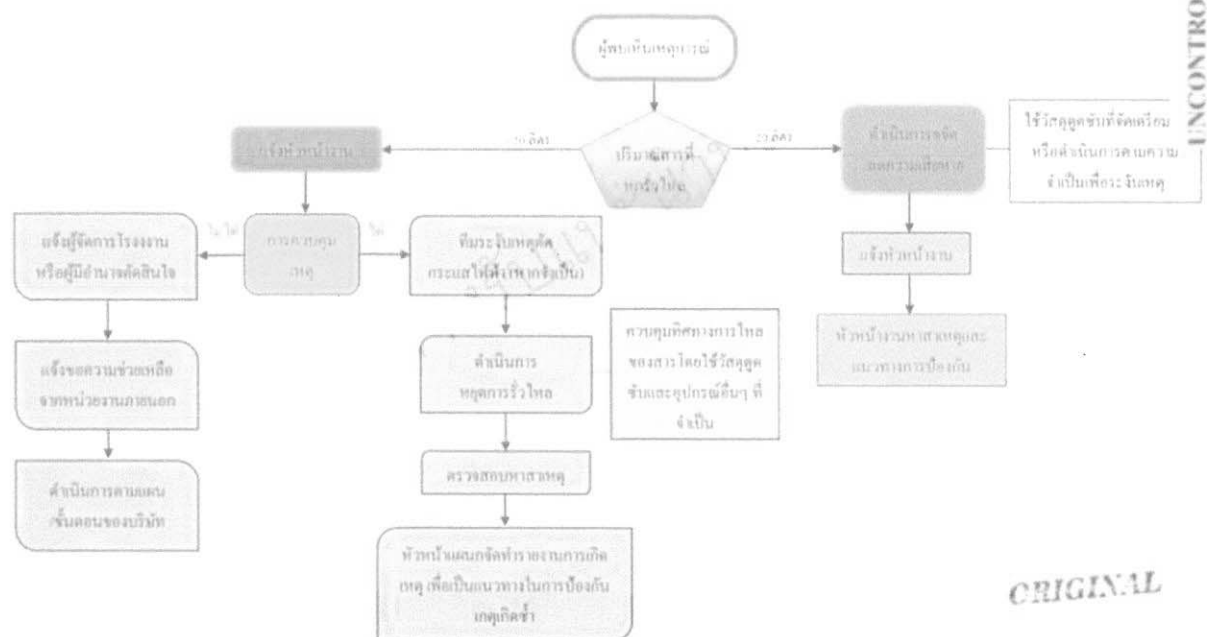 ผู้พบเห็นเหตุการณ์
ปริมาณสารที่
หกรั่วไหล
20 ลิตร
แจ้งหัวหน้างาน
การควบคุม
เหตุ
ไม่ได้
ได้
แจ้งผู้จัดการโรงงาน
หรือผู้มีอำนาจตัดสินใจ
แจ้งขอความช่วยเหลือ
จากหน่วยงานภายนอก
ดำเนินการตามแผน
/ขั้นตอนของบริษัท
ทีมระงับเหตุตัด
กระแสไฟฟ้า(หากจำเป็น)
ดำเนินการ
หยุดการรั่วไหล
ควบคุมทิศทางการไหล
ของสารโดยใช้วัสดุดูด
ซับและอุปกรณ์อื่นๆ ที่
จำเป็น
ตรวจสอบหาสาเหตุ
หัวหน้าแผนกจัดทำรายงานการเกิด
เหตุ เพื่อเป็นแนวทางในการป้องกัน
เกตุเกิดซ้ำ
20 ลิตร
ดำเนินการขจัด
ลดความเสียหาย
ใช้วัสดุดูดซับที่จัดเตรียม
หรือดำเนินการตามความ
จำเป็นเพื่อระงับเหตุ
แจ้งหัวหน้างาน
หัวหน้างานหาสาเหตุและ
แนวทางการป้องกัน
UNCONTRO
ORIGINAL